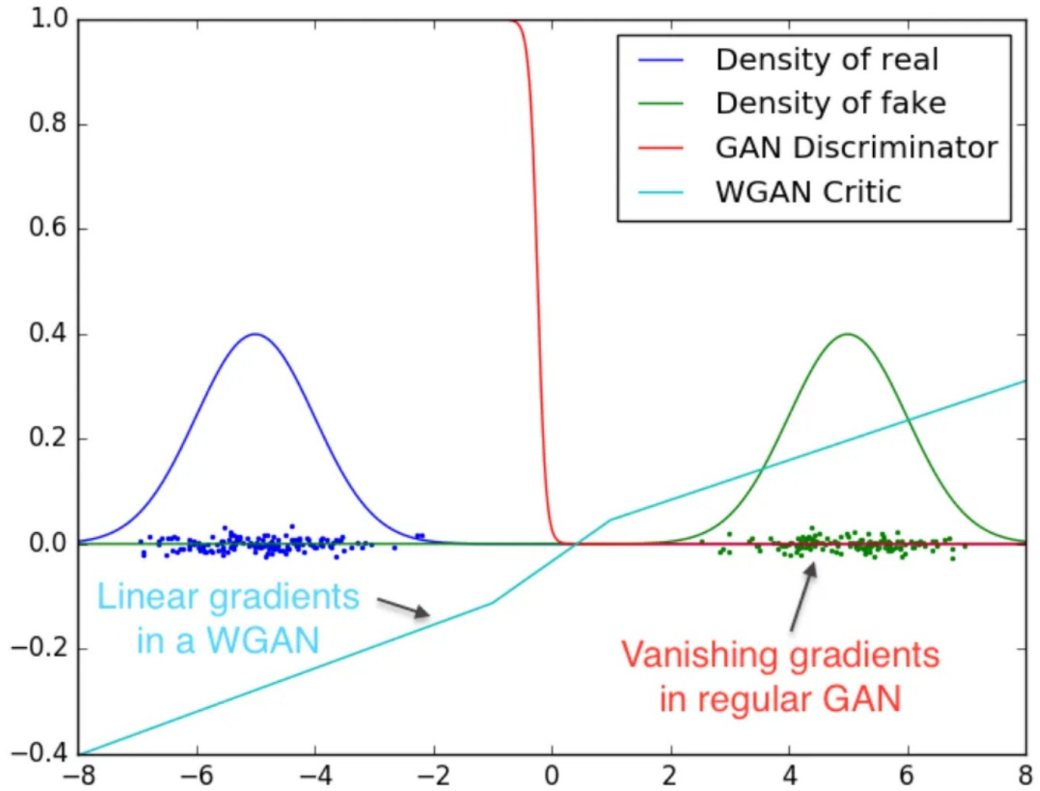 1.0
0.8
0.6
0.4
0.2
0.0
−0.2
−0.4
Density of real
Density of fake
GAN Discriminator
WGAN Critic
Linear gradients
in a WGAN
Vanishing gradients
in regular GAN
−8 −6 −4 −2 0 2 4 6 8